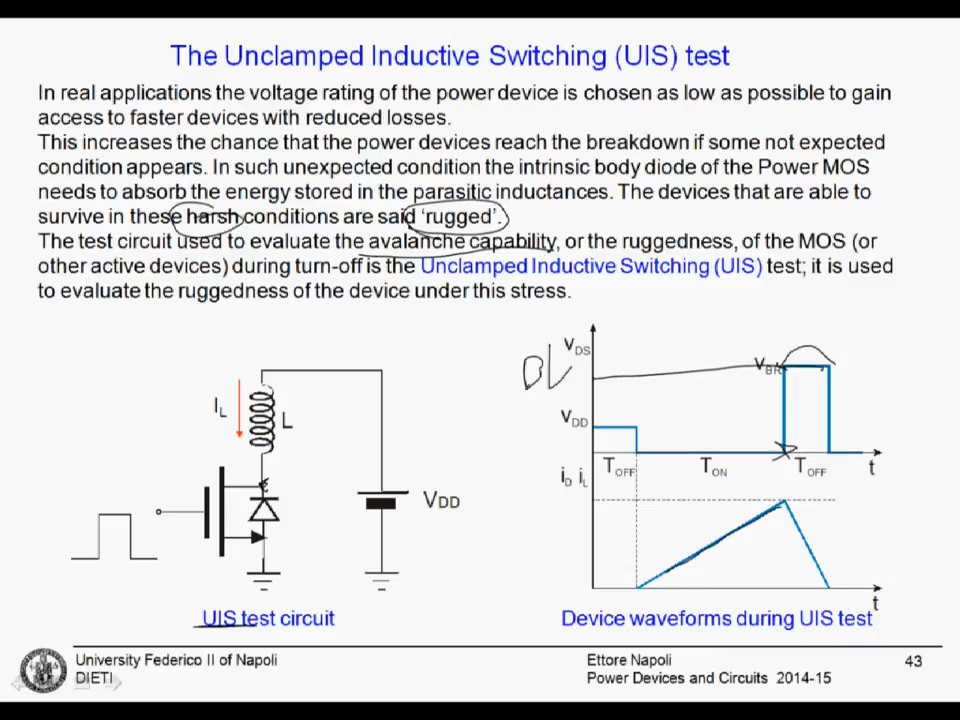 The Unclamped Inductive Switching (UIS) test
In real applications the voltage rating of the power device is chosen as low as possible to gain
access to faster devices with reduced losses.
This increases the chance that the power devices reach the breakdown if some not expected
condition appears. In such unexpected condition the intrinsic body diode of the Power MOS
needs to absorb the energy stored in the parasitic inductances. The devices that are able to
survive in these harsh conditions are said 'rugged'.
The test circuit used to evaluate the avalanche capability, or the ruggedness, of the MOS (or
other active devices) during turn-off is the Unclamped Inductive Switching (UIS) test; it is used
to evaluate the ruggedness of the device under this stress.
IL
L
VDD
UIS test circuit
BV
VDS
VBR
VDD
TOFF
TON
TOFF
t
iD iL
t
Device waveforms during UIS test
University Federico II of Napoli
DIETI
Ettore Napoli
Power Devices and Circuits 2014-15
43